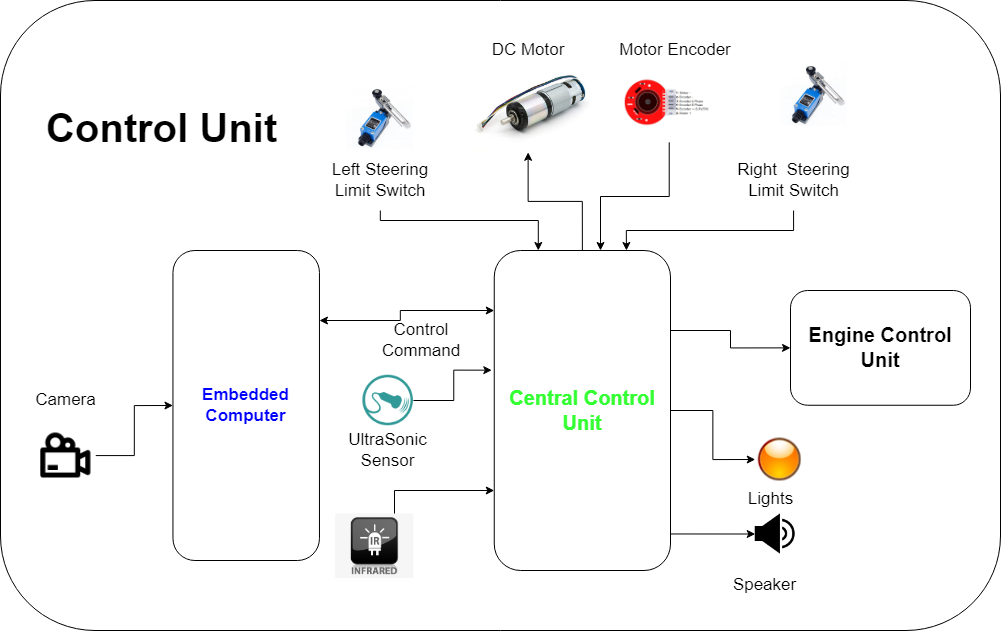 DC Motor
Motor Encoder
Control Unit
Left Steering
Limit Switch
Right Steering
Limit Switch
Control
Command
Engine Control
Unit
Embedded
Computer
Central Control
Unit
Camera
UltraSonic
Sensor
Lights
IR
INFRARED
Speaker